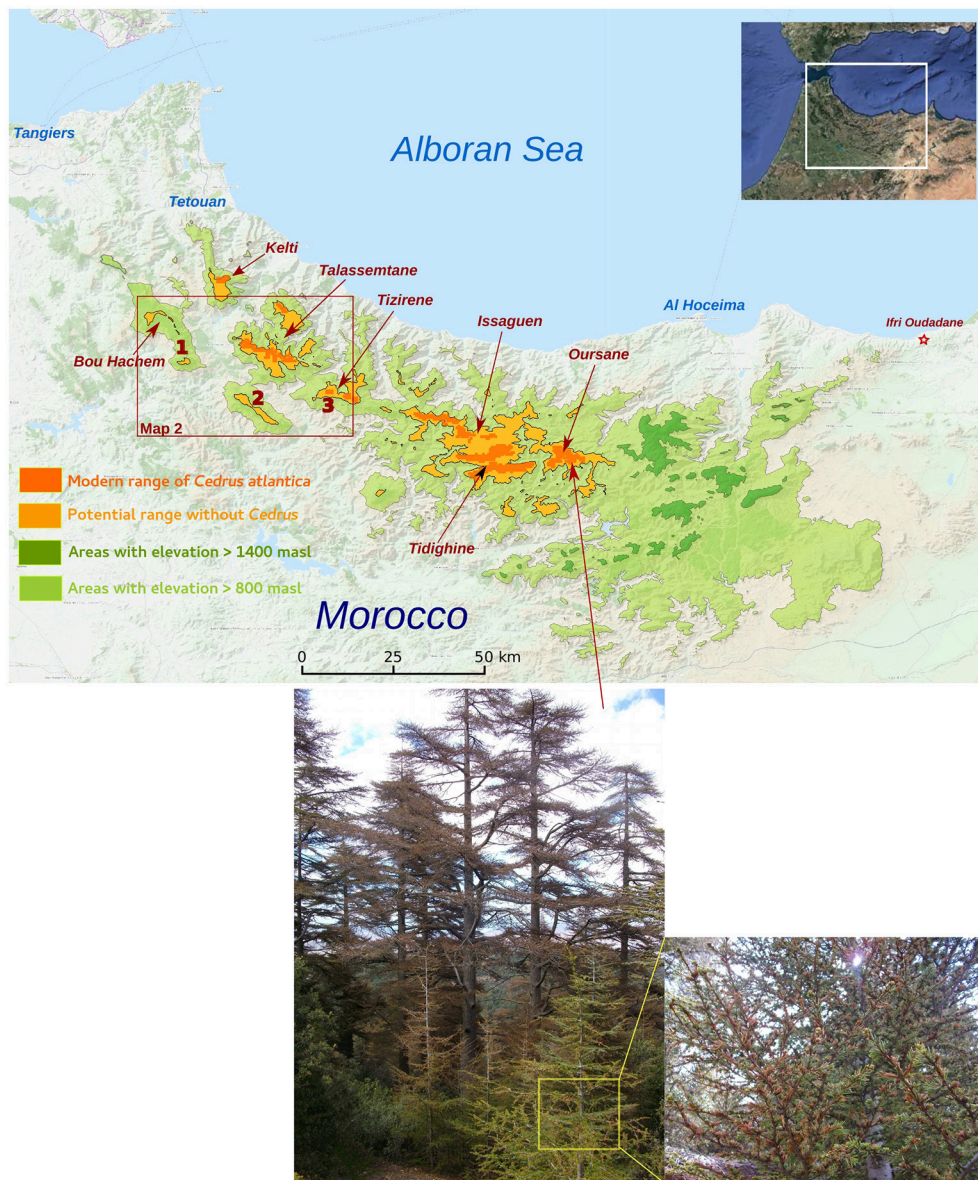 Alboran Sea
Tangiers
Tetouan
Kelti
Talassemtane
Tizirene
Issaguen
Al Hoceima
Ifri Oudadane
Oursane
Bou Hachem
1
2
3
Map 2
Modern range of Cedrus atlantica
Potential range without Cedrus
Areas with elevation > 1400 masl
Areas with elevation > 800 masl
Tidighine
Morocco
0 25 50 km